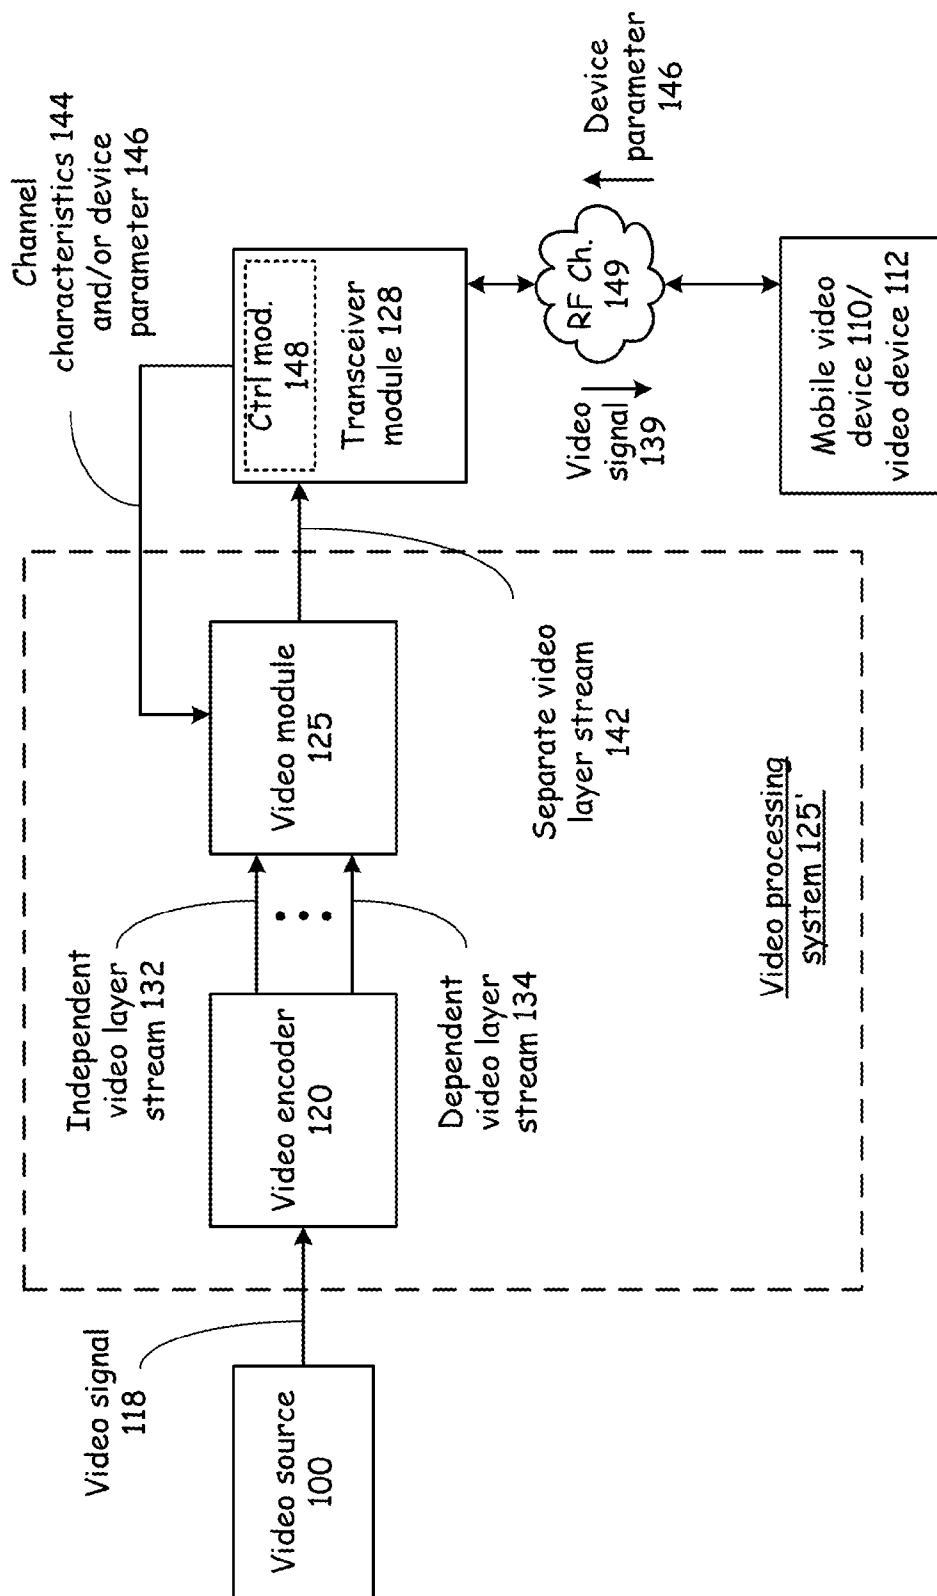 Video source
100
Video signal
118
Video encoder
120
Independent
video layer
stream 132
Dependent
video layer
stream 134
Video module
125
Separate video
layer stream
142
Video processing
system 125'
Channel
characteristics 144
and/or device
parameter 146
Ctrl mod.
148
Transceiver
module 128
Video
signal
139
RF Ch.
149
Device
parameter
146
Mobile video
device 110/
video device 112